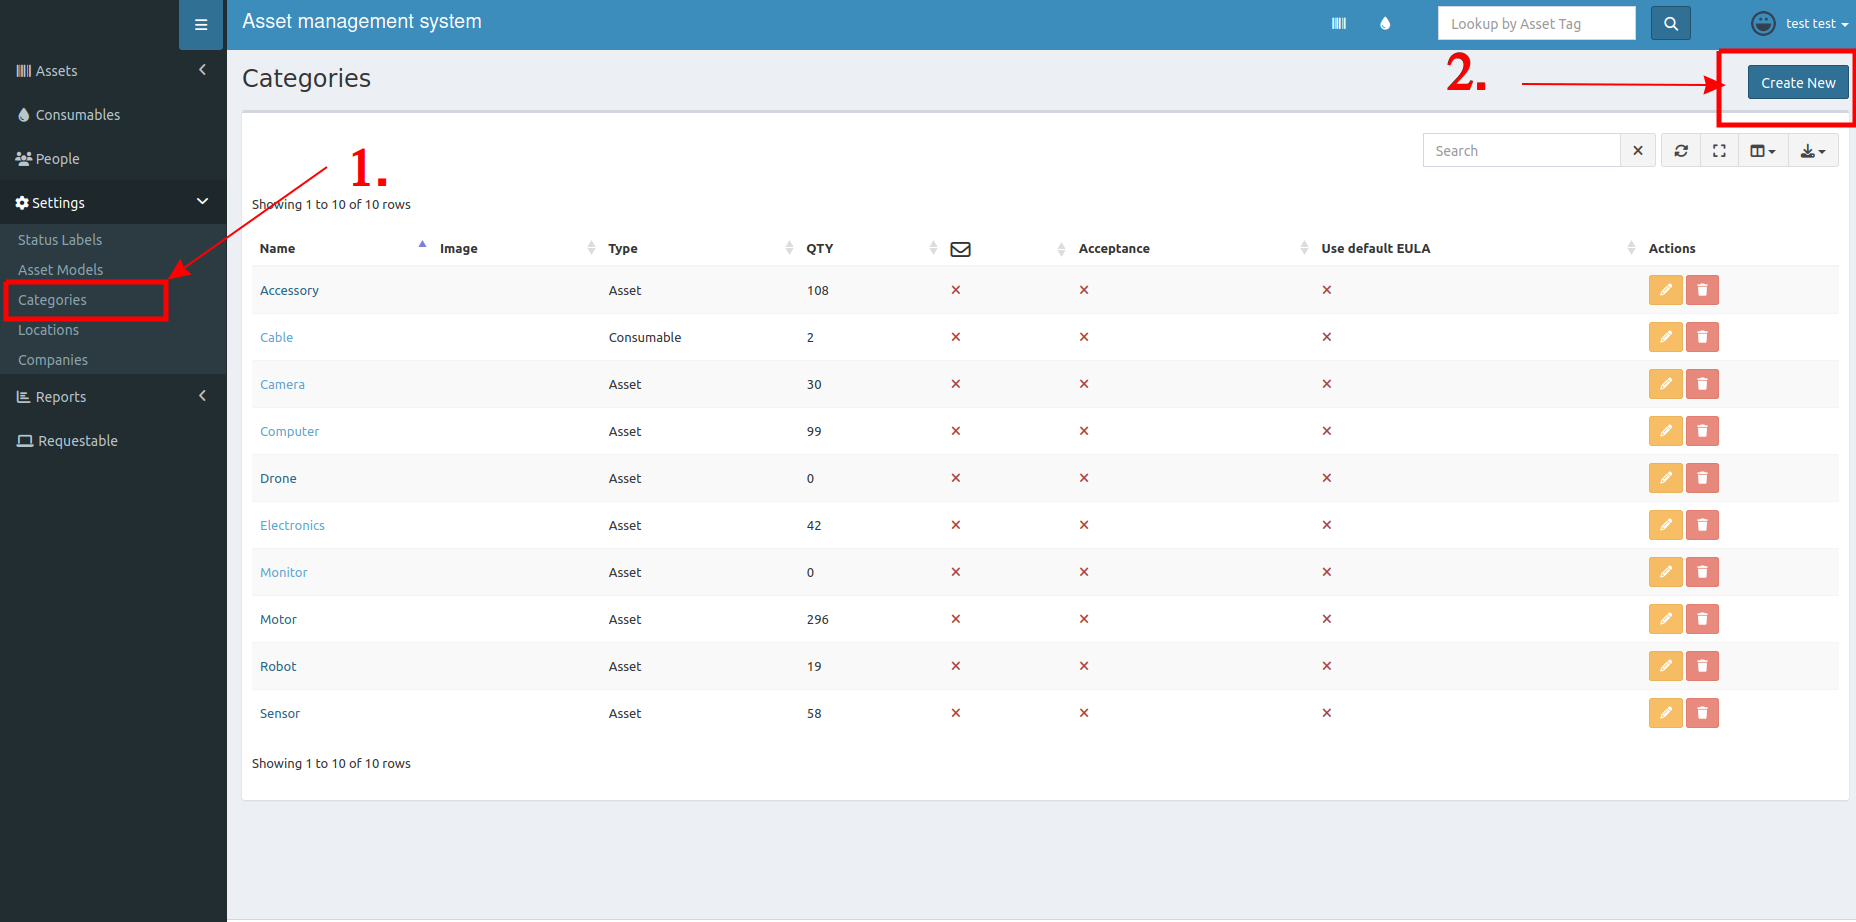 Asset management system
Lookup by Asset Tag
test test
Assets
Consumables
People
Settings
Status Labels
Asset Models
Categories
Locations
Companies
Reports
Requestable
1.
Categories
2.
Create New
Search
Showing 1 to 10 of 10 rows
Name Image Type QTY Acceptance Use default EULA Actions
Accessory Asset 108
Cable Consumable 2
Camera Asset 30
Computer Asset 99
Drone Asset 0
Electronics Asset 42
Monitor Asset 0
Motor Asset 296
Robot Asset 19
Sensor Asset 58
Showing 1 to 10 of 10 rows